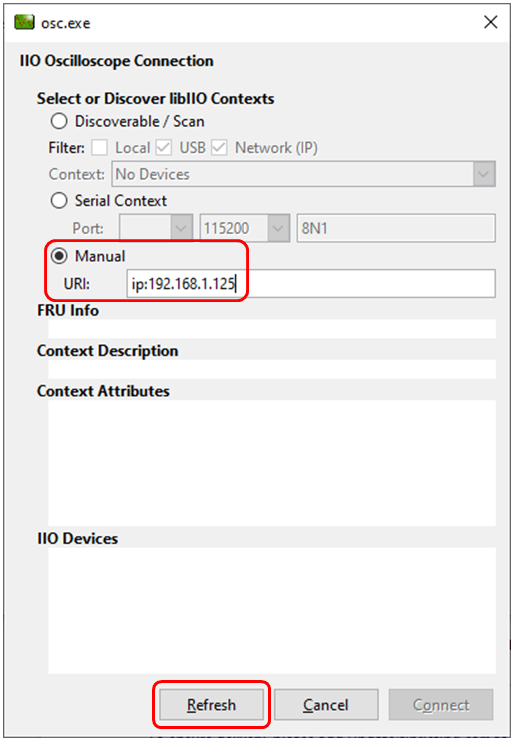 osc.exe
IIO Oscilloscope Connection
Select or Discover libIIO Contexts
Discoverable / Scan
Filter: Local USB Network (IP)
Context: No Devices
Serial Context
Port: 115200 8N1
Manual
URI: ip:192.168.1.125
FRU Info
Context Description
Context Attributes
IIO Devices
Refresh Cancel Connect